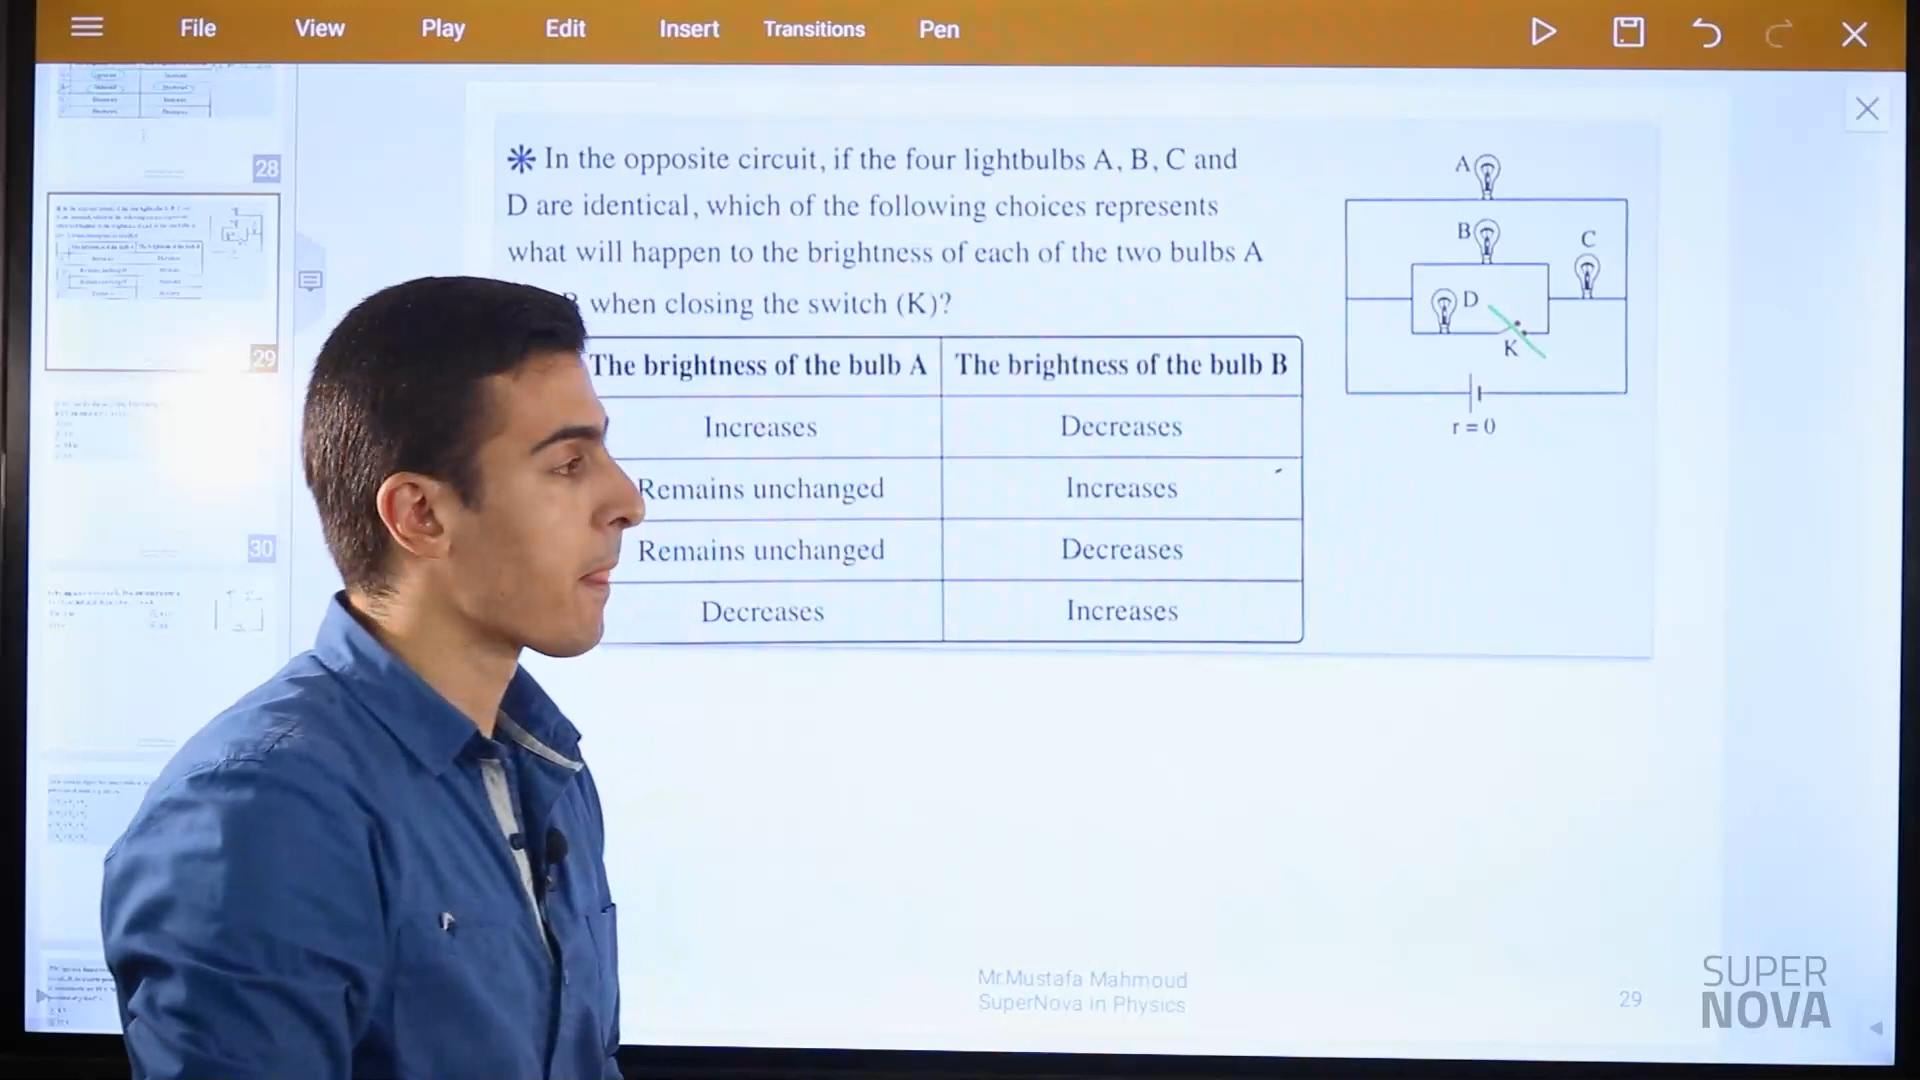 File View Play Edit Insert Transitions Pen
28
29
30
✳ In the opposite circuit, if the four lightbulbs A, B, C and
D are identical, which of the following choices represents
what will happen to the brightness of each of the two bulbs A
B when closing the switch (K)?
The brightness of the bulb A The brightness of the bulb B
Increases Decreases
Remains unchanged Increases
Remains unchanged Decreases
Decreases Increases
A
B
C
D
K
r = 0
Mr.Mustafa Mahmoud
SuperNova in Physics
29
SUPER
NOVA